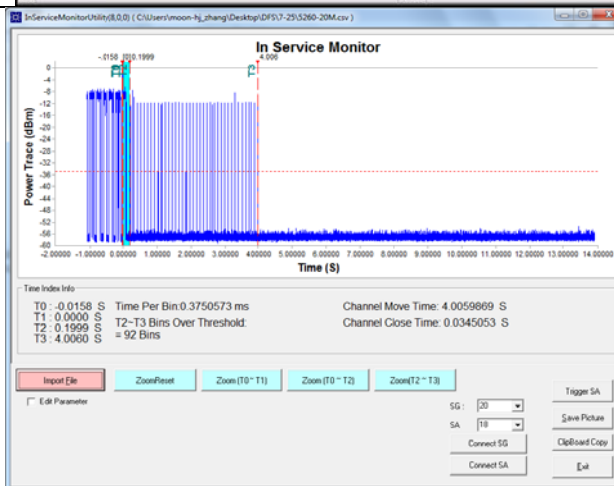 InServiceMonitorUtility(8,0,0) ( C:\Users\moon-hj_zhang\Desktop\DFS\7-25\5260-20M.csv )
In Service Monitor
-.0158 0.1999 4.006
T3
Power Trace (dBm)
0
-4
-8
-12
-16
-20
-24
-28
-32
-36
-40
-44
-48
-52
-56
-60
-2.00000 -1.00000 0.00000 1.00000 2.00000 3.00000 4.00000 5.00000 6.00000 7.00000 8.00000 9.00000 10.00000 11.00000 12.00000 13.00000 14.00000
Time (S)
Time Index Info
T0 : -0.0158 S Time Per Bin:0.3750573 ms Channel Move Time: 4.0059869 S
T1 : 0.0000 S T2~T3 Bins Over Threshold: Channel Close Time: 0.0345053 S
T2 : 0.1999 S = 92 Bins
T3 : 4.0060 S
Import File ZoomReset Zoom (T0 ~ T1) Zoom (T0 ~ T2) Zoom(T2 ~ T3)
Edit Parameter
Trigger SA
SG : 20
Save Picture
SA 18
Connect SG ClipBoard Copy
Connect SA Exit